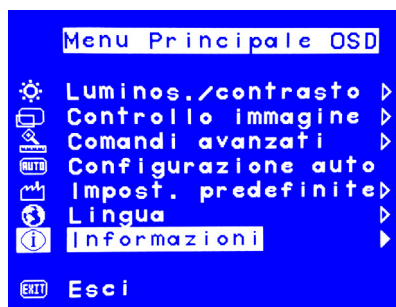 Menu Principale OSD
Luminos./contrasto
Controllo immagine
Comandi avanzati
AUTO Configurazione auto
Impost. predefinite
Lingua
i Informazioni
EXIT Esci